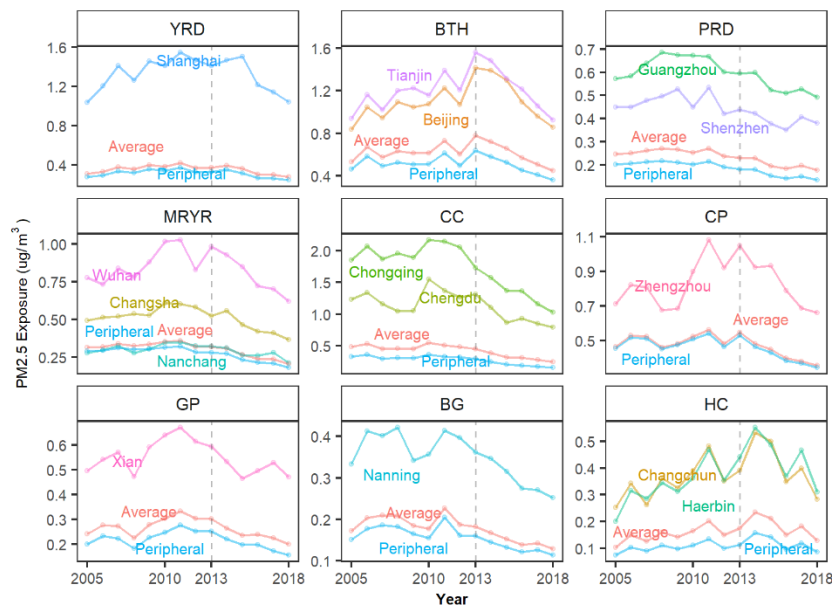 YRD
BTH
PRD
1.6
1.2
0.8
0.4
Shanghai
Average
Peripheral
1.6
1.2
0.8
0.4
Tianjin
Beijing
Average
Peripheral
0.7
0.6
0.5
0.4
0.3
0.2
Guangzhou
Shenzhen
Average
Peripheral
PM2.5 Exposure (ug/m³)
MRYR
CC
CP
1.00
0.75
0.50
0.25
Wuhan
Changsha
Peripheral
Average
Nanchang
2.0
1.5
1.0
0.5
Chongqing
Chengdu
Average
Peripheral
1.1
0.9
0.7
0.5
Zhengzhou
Average
Peripheral
GP
BG
HC
0.6
0.5
0.4
0.3
0.2
Xian
Average
Peripheral
2005
2010
2013
2018
0.4
0.3
0.2
0.1
Nanning
Average
Peripheral
2005
2010
2013
2018
0.5
0.4
0.3
0.2
0.1
Changchun
Haerbin
Average
Peripheral
2005
2010
2013
2018
Year